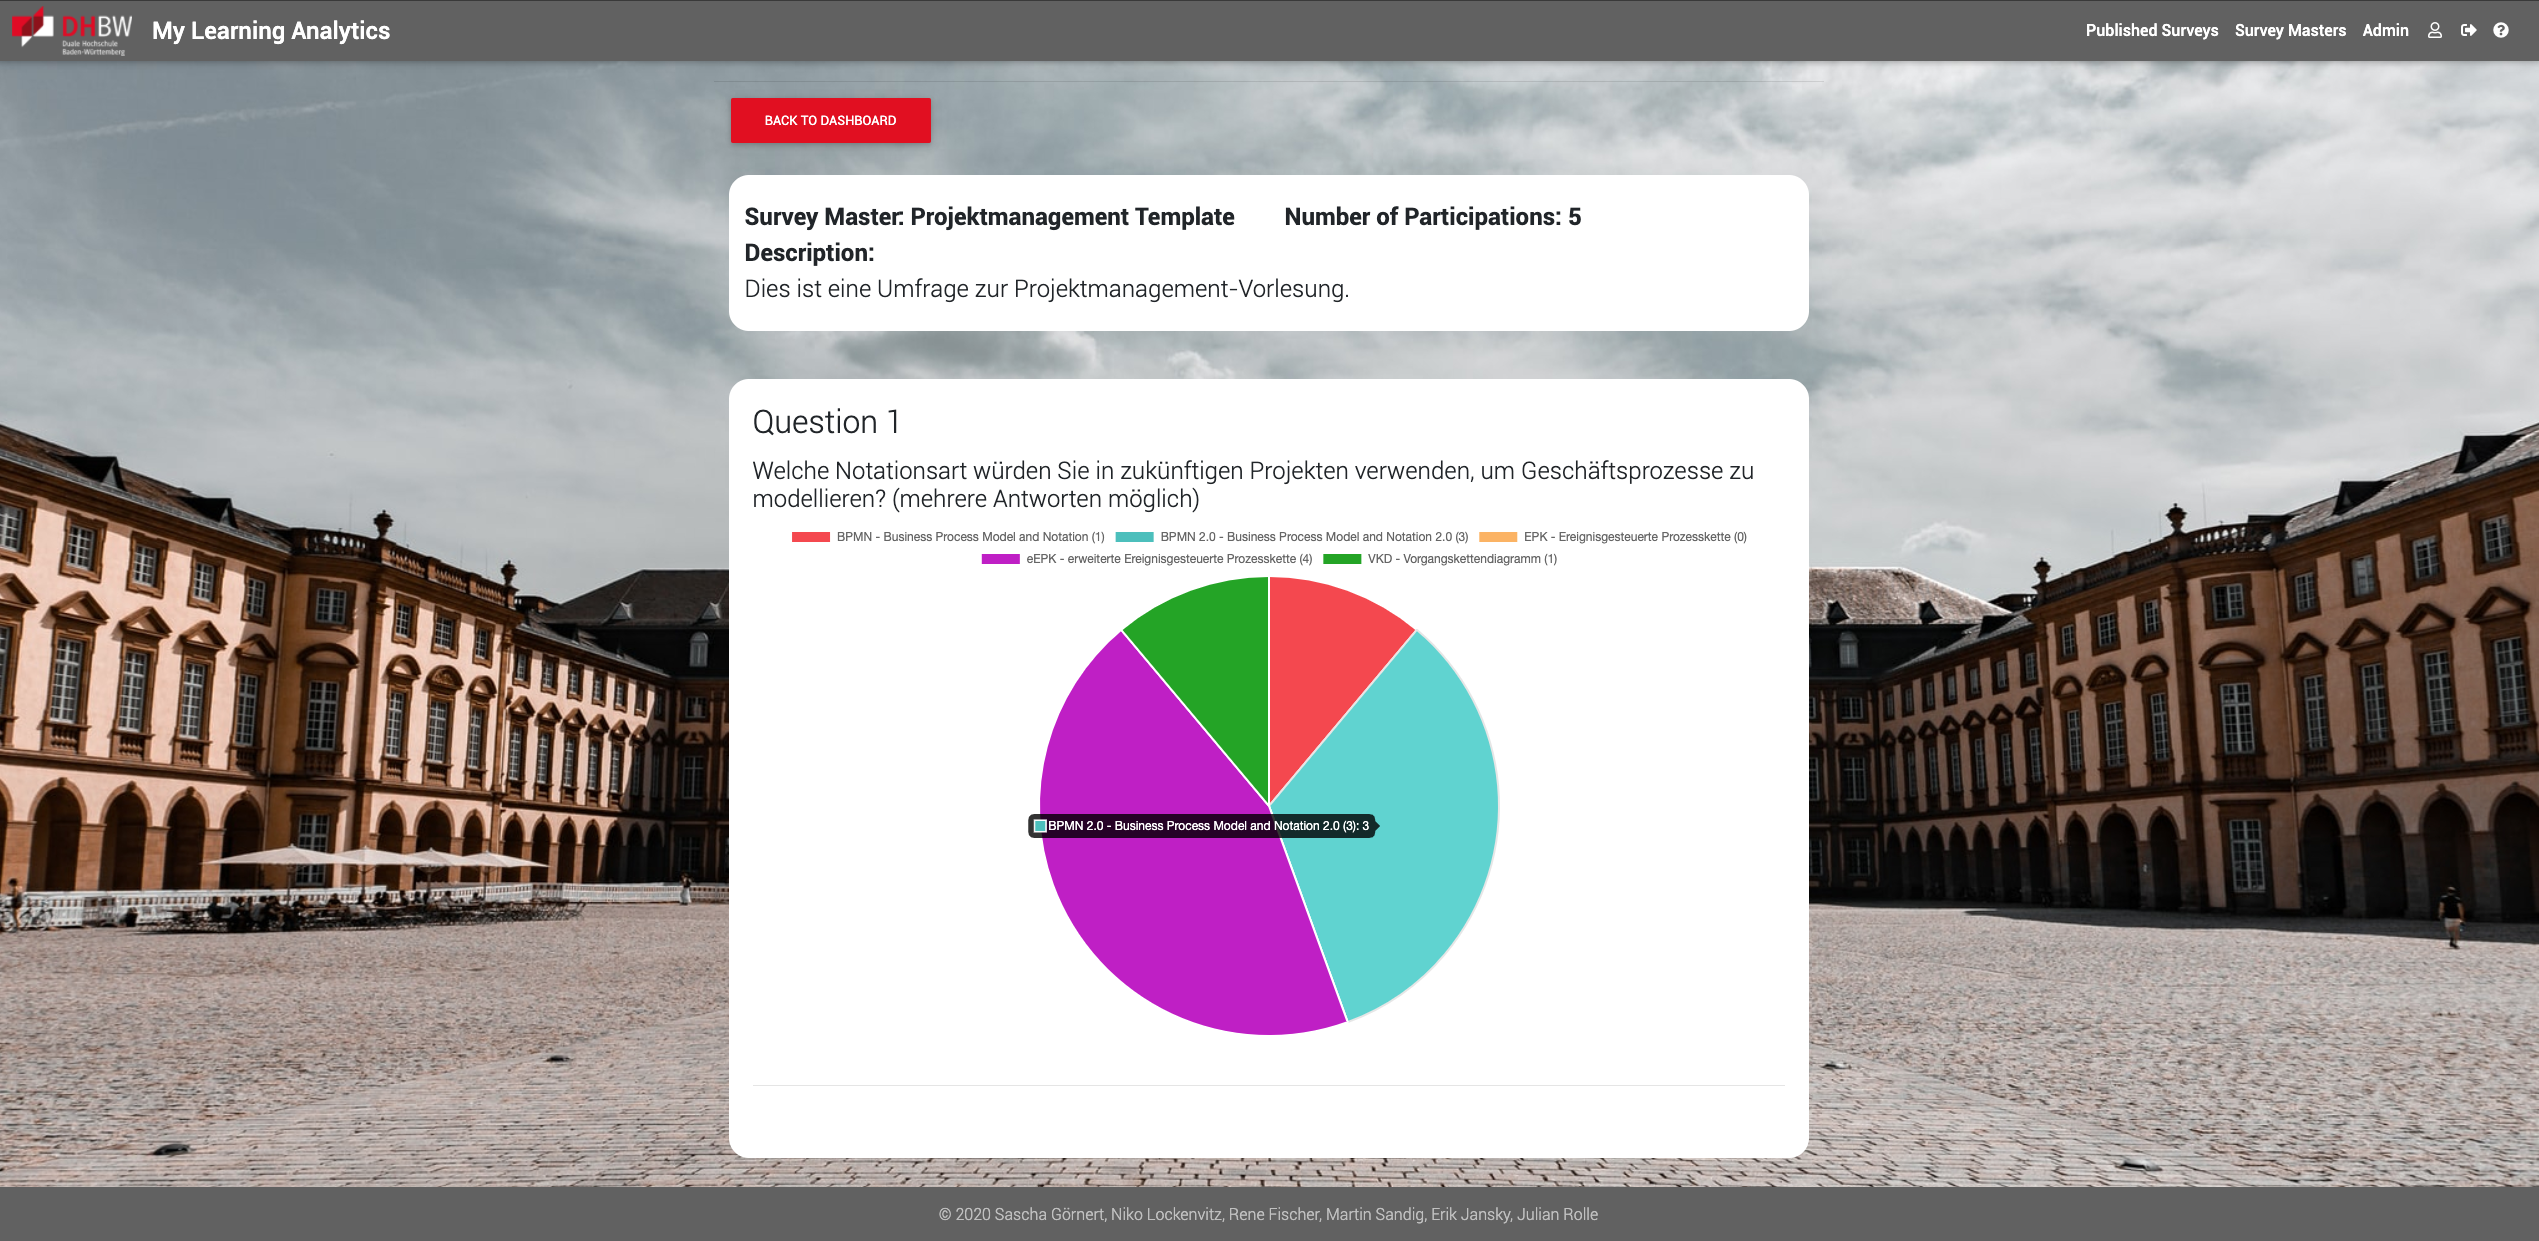 DHBW
Duale Hochschule
Baden-Württemberg
My Learning Analytics
Published Surveys Survey Masters Admin
BACK TO DASHBOARD
Survey Master: Projektmanagement Template Number of Participations: 5
Description:
Dies ist eine Umfrage zur Projektmanagement-Vorlesung.
Question 1
Welche Notationsart würden Sie in zukünftigen Projekten verwenden, um Geschäftsprozesse zu
modellieren? (mehrere Antworten möglich)
BPMN - Business Process Model and Notation (1) BPMN 2.0 - Business Process Model and Notation 2.0 (3) EPK - Ereignisgesteuerte Prozesskette (0)
eEPK - erweiterte Ereignisgesteuerte Prozesskette (4) VKD - Vorgangskettendiagramm (1)
BPMN 2.0 - Business Process Model and Notation 2.0 (3): 3
© 2020 Sascha Görnert, Niko Lockenvitz, Rene Fischer, Martin Sandig, Erik Jansky, Julian Rolle